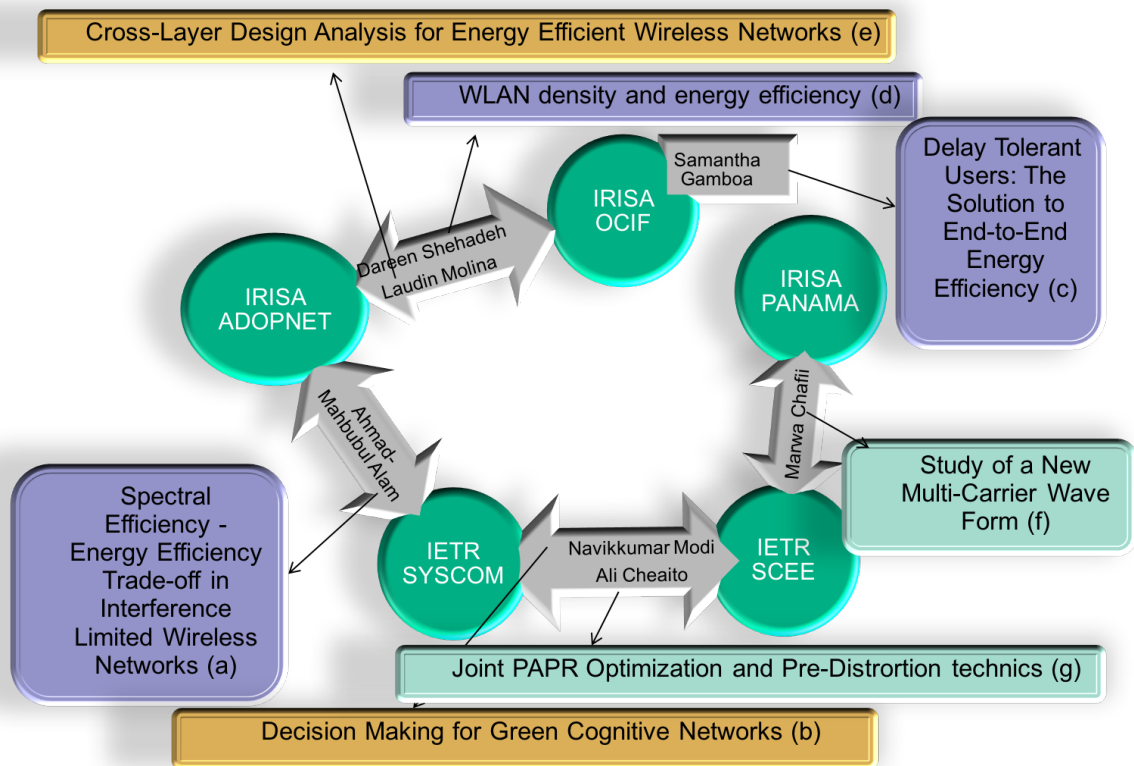 Cross-Layer Design Analysis for Energy Efficient Wireless Networks (e)
WLAN density and energy efficiency (d)
Delay Tolerant
Users: The
Solution to
End-to-End
Energy
Efficiency (c)
Samantha
Gamboa
IRISA
OCIF
Dareen Shehadeh
Laudin Molina
IRISA
PANAMA
IRISA
ADOPNET
Marwa Chafii
Ahmad-
Mahbubul Alam
Study of a New
Multi-Carrier Wave
Form (f)
Spectral
Efficiency -
Energy Efficiency
Trade-off in
Interference
Limited Wireless
Networks (a)
IETR
SYSCOM
Navikkumar Modi
Ali Cheaito
IETR
SCEE
Joint PAPR Optimization and Pre-Distrortion technics (g)
Decision Making for Green Cognitive Networks (b)